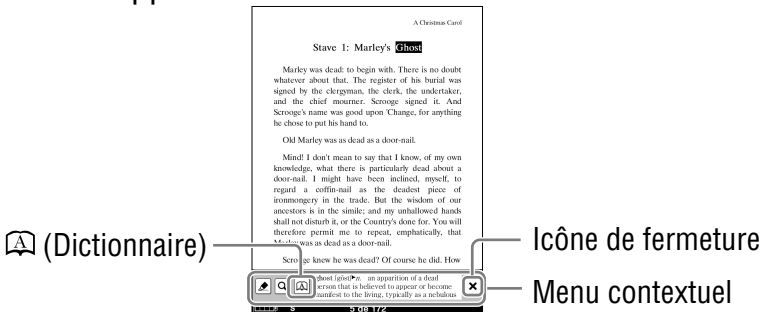 A Christmas Carol
Stave 1: Marley's Ghost
Marley was dead: to begin with. There is no doubt
whatever about that. The register of his burial was
signed by the clergyman, the clerk, the undertaker,
and the chief mourner. Scrooge signed it. And
Scrooge's name was good upon 'Change, for anything
he chose to put his hand to.
Old Marley was as dead as a door-nail.
Mind! I don't mean to say that I know, of my own
knowledge, what there is particularly dead about a
door-nail. I might have been inclined, myself, to
regard a coffin-nail as the deadest piece of
ironmongery in the trade. But the wisdom of our
ancestors is in the simile; and my unhallowed hands
shall not disturb it, or the Country's done for. You will
therefore permit me to repeat, emphatically, that
Marley was as dead as a door-nail.
Scrooge knew he was dead? Of course he did. How
(Dictionnaire)
Icône de fermeture
ghost n. an apparition of a dead
person that is believed to appear or become
manifest to the living, typically as a nebulous
Menu contextuel
S 5 de 172